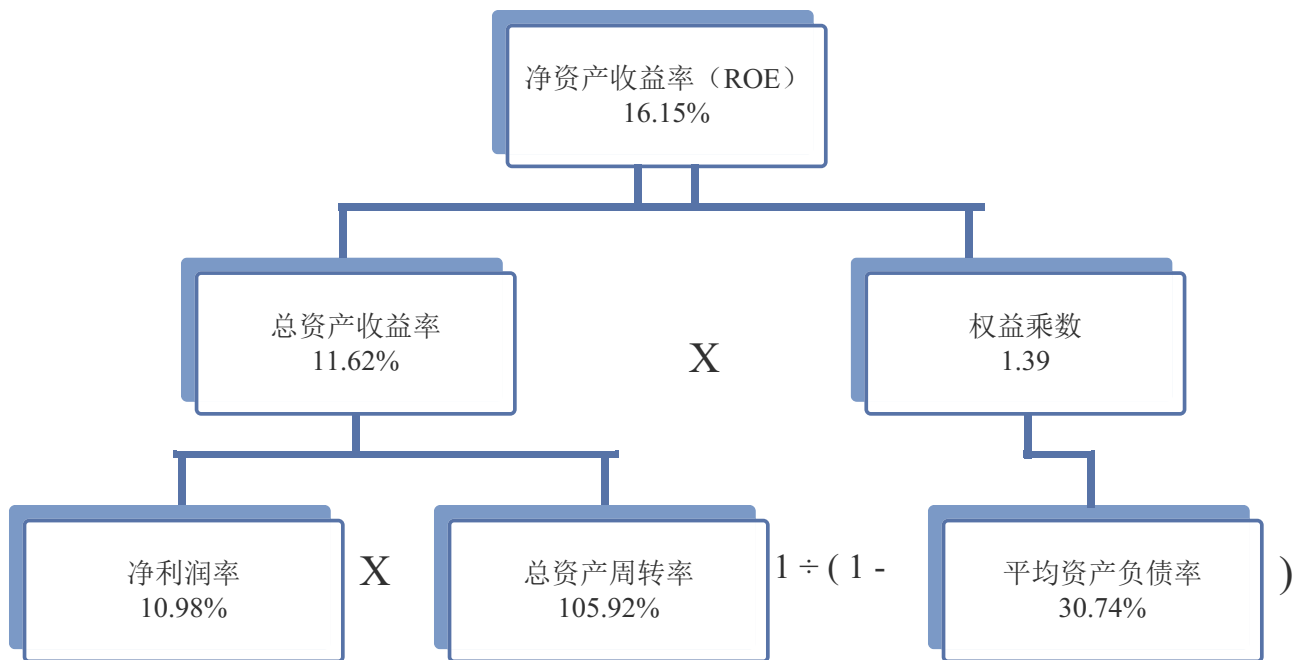 净资产收益率（ROE）
16.15%
总资产收益率
11.62%
X
权益乘数
1.39
净利润率
10.98%
X
总资产周转率
105.92%
1 ÷ ( 1 -
平均资产负债率
30.74%
)